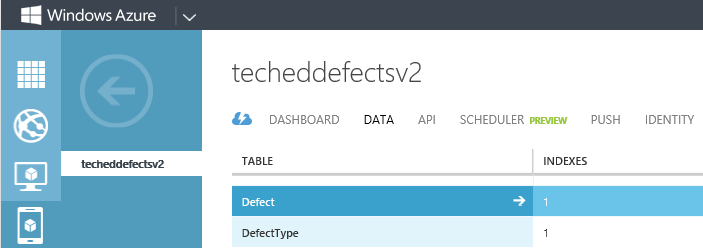 Windows Azure
techeddefectsv2
techeddefectsv2
DASHBOARD DATA API SCHEDULER PREVIEW PUSH IDENTITY
TABLE INDEXES
Defect 1
DefectType 1